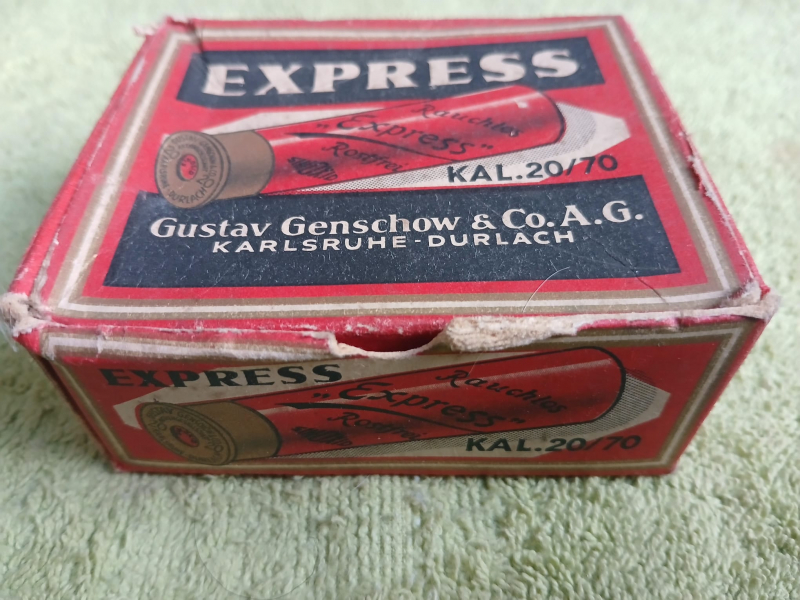 EXPRESS
Rauchlos
"Express"
Rostfrei
KAL.20/70
Gustav Genschow & Co. A.G.
KARLSRUHE-DURLACH
EXPRESS
Rauchlos
"Express"
Rostfrei
KAL.20/70